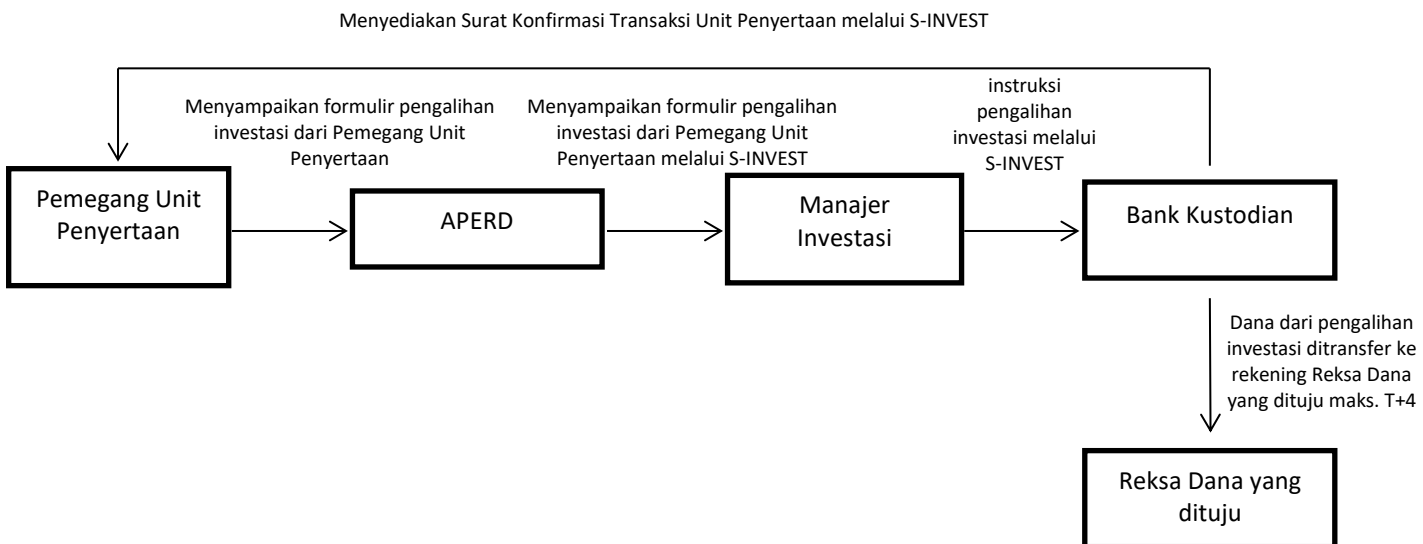 Menyediakan Surat Konfirmasi Transaksi Unit Penyertaan melalui S-INVEST
Menyampaikan formulir pengalihan
investasi dari Pemegang Unit
Penyertaan
Menyampaikan formulir pengalihan
investasi dari Pemegang Unit
Penyertaan melalui S-INVEST
instruksi
pengalihan
investasi melalui
S-INVEST
Pemegang Unit
Penyertaan
APERD
Manajer
Investasi
Bank Kustodian
Dana dari pengalihan
investasi ditransfer ke
rekening Reksa Dana
yang dituju maks. T+4
Reksa Dana yang
dituju